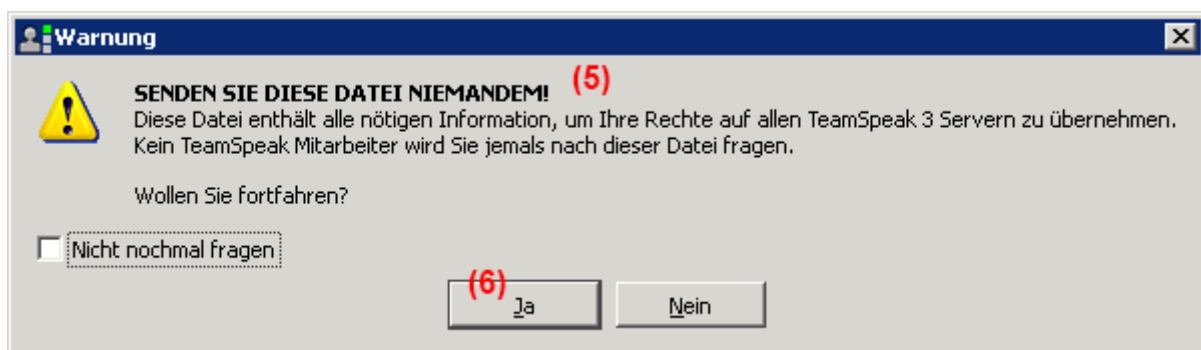 Warnung
SENDEN SIE DIESE DATEI NIEMANDEM! (5)
Diese Datei enthält alle nötigen Information, um Ihre Rechte auf allen TeamSpeak 3 Servern zu übernehmen.
Kein TeamSpeak Mitarbeiter wird Sie jemals nach dieser Datei fragen.
Wollen Sie fortfahren?
Nicht nochmal fragen
(6) Ja Nein